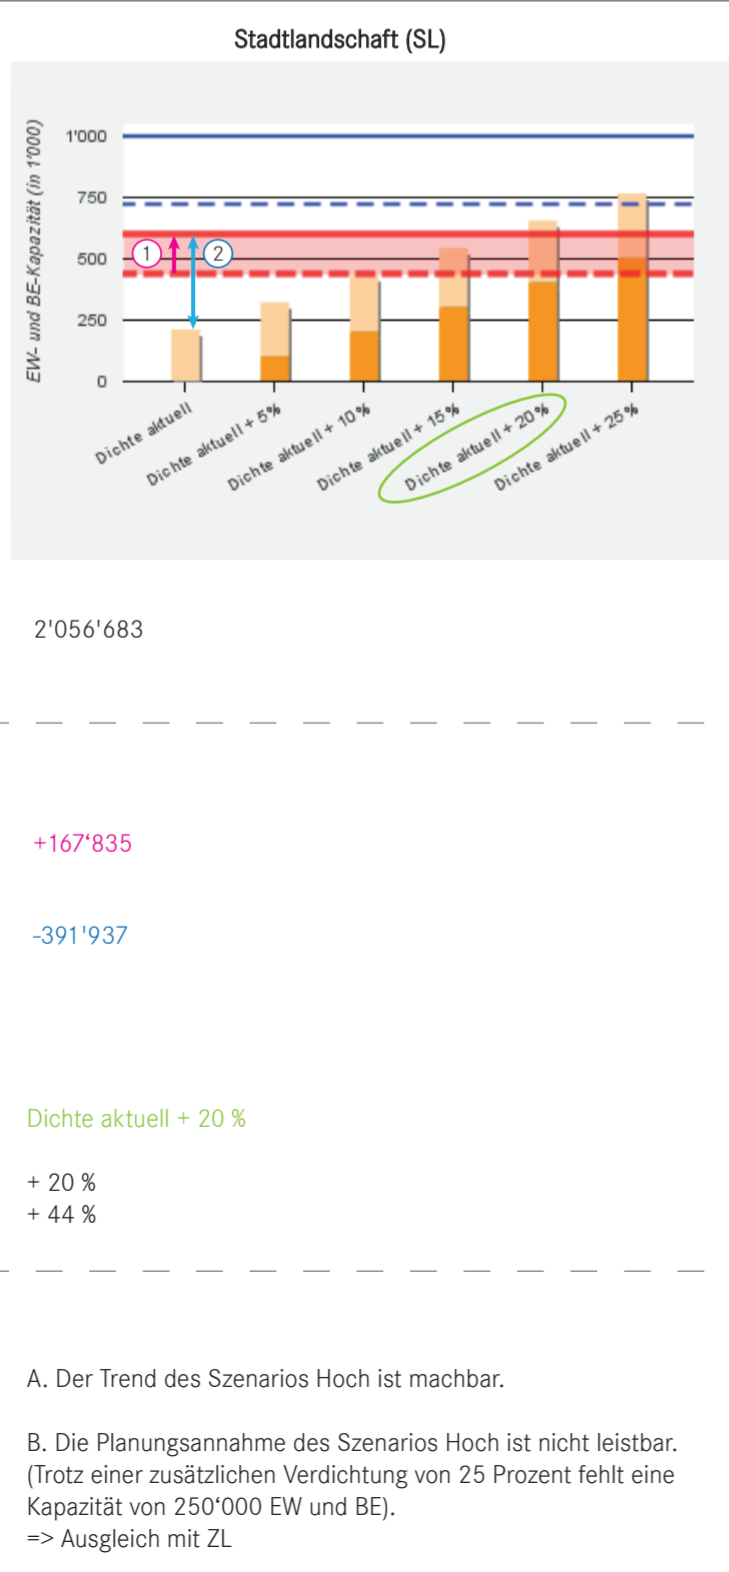 Stadtlandschaft (SL)
EW- und BE-Kapazität (in 1'000)
1'000
750
500
250
0
1
2
Dichte aktuell
Dichte aktuell + 5%
Dichte aktuell + 10%
Dichte aktuell + 15%
Dichte aktuell + 20%
Dichte aktuell + 25%
2'056'683
+167‘835
-391'937
Dichte aktuell + 20 %
+ 20 %
+ 44 %
A. Der Trend des Szenarios Hoch ist machbar.
B. Die Planungsannahme des Szenarios Hoch ist nicht leistbar.
(Trotz einer zusätzlichen Verdichtung von 25 Prozent fehlt eine
Kapazität von 250‘000 EW und BE).
=> Ausgleich mit ZL